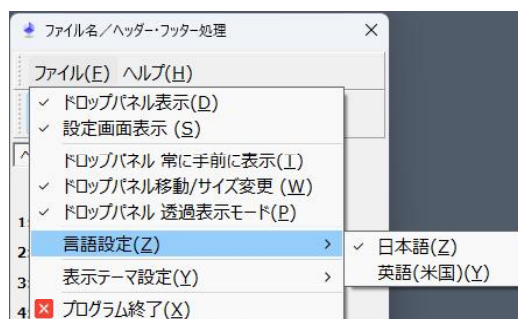 ファイル名／ヘッダー・フッター処理
ファイル(F) ヘルプ(H)
ドロップパネル表示(D)
設定画面表示 (S)
ドロップパネル 常に手前に表示(T)
ドロップパネル移動/サイズ変更 (W)
ドロップパネル 透過表示モード(P)
1:
言語設定(Z)
日本語(Z)
2:
英語(米国)(Y)
表示テーマ設定(Y)
3:
4:
プログラム終了(X)